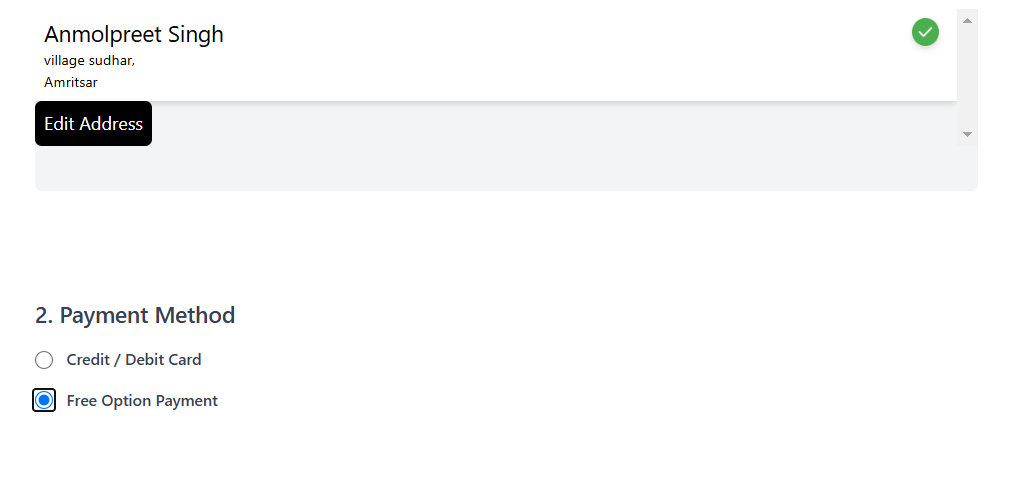 Anmolpreet Singh
village sudhar,
Amritsar
Edit Address
2. Payment Method
Credit / Debit Card
Free Option Payment